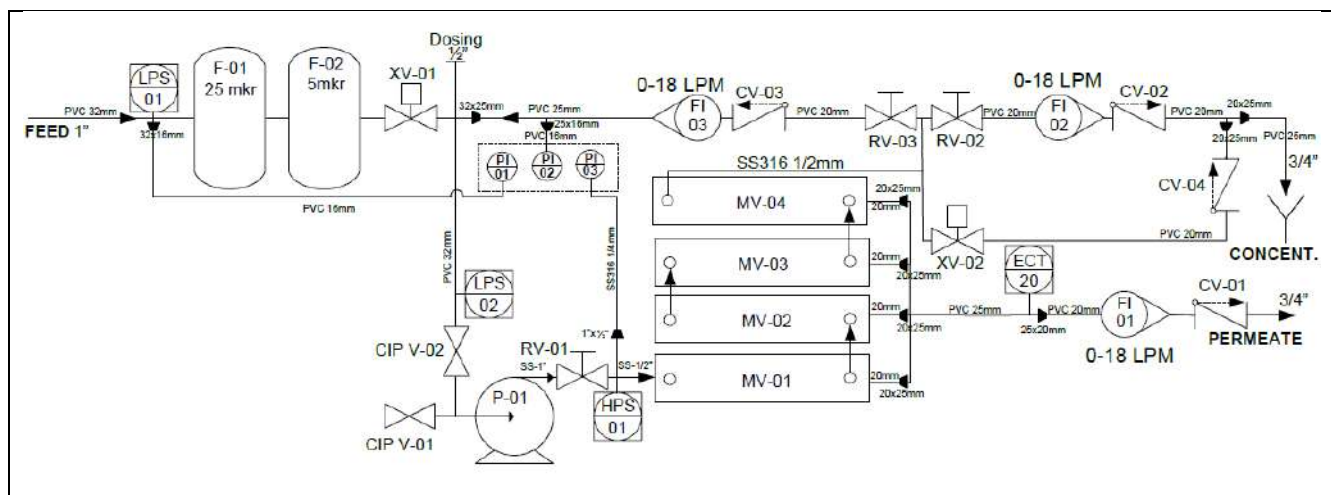 Dosing
½"
F-01
25 mkr
F-02
5mkr
XV-01
LPS
01
PVC 32mm
FEED 1"
32x16mm
32x25mm
PVC 25mm
25x16mm
PVC 16mm
0-18 LPM
FI
03
CV-03
PVC 20mm
RV-03
RV-02
PVC 20mm
0-18 LPM
FI
02
CV-02
PVC 20mm
20x25mm
20x25mm
PVC 25mm
3/4"
CONCENT.
CV-04
PI
01
PI
02
PI
03
PVC 16mm
SS316 1/2mm
MV-04
20x25mm
20mm
MV-03
20mm
20x25mm
MV-02
20mm
20x25mm
MV-01
20mm
20x25mm
XV-02
PVC 20mm
ECT
20
PVC 25mm
25x20mm
PVC 20mm
FI
01
0-18 LPM
CV-01
3/4"
PERMEATE
PVC 32mm
SS316 1/4mm
LPS
02
CIP V-02
CIP V-01
P-01
SS-1"
RV-01
SS-1/2"
HPS
01